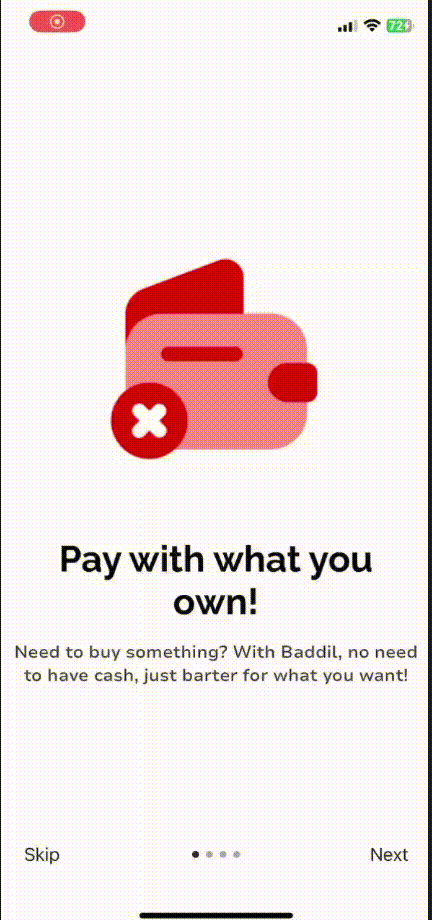 72
Pay with what you
own!
Need to buy something? With Baddil, no need
to have cash, just barter for what you want!
Skip
Next